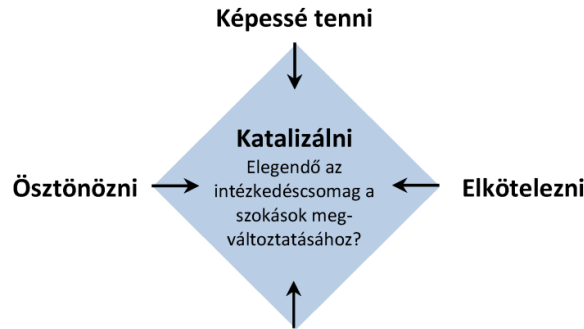 Képessé tenni
Katalizálni
Elegendő az
intézkedéscsomag a
szokások meg-
változtatásához?
Ösztönözni
Elkötelezni